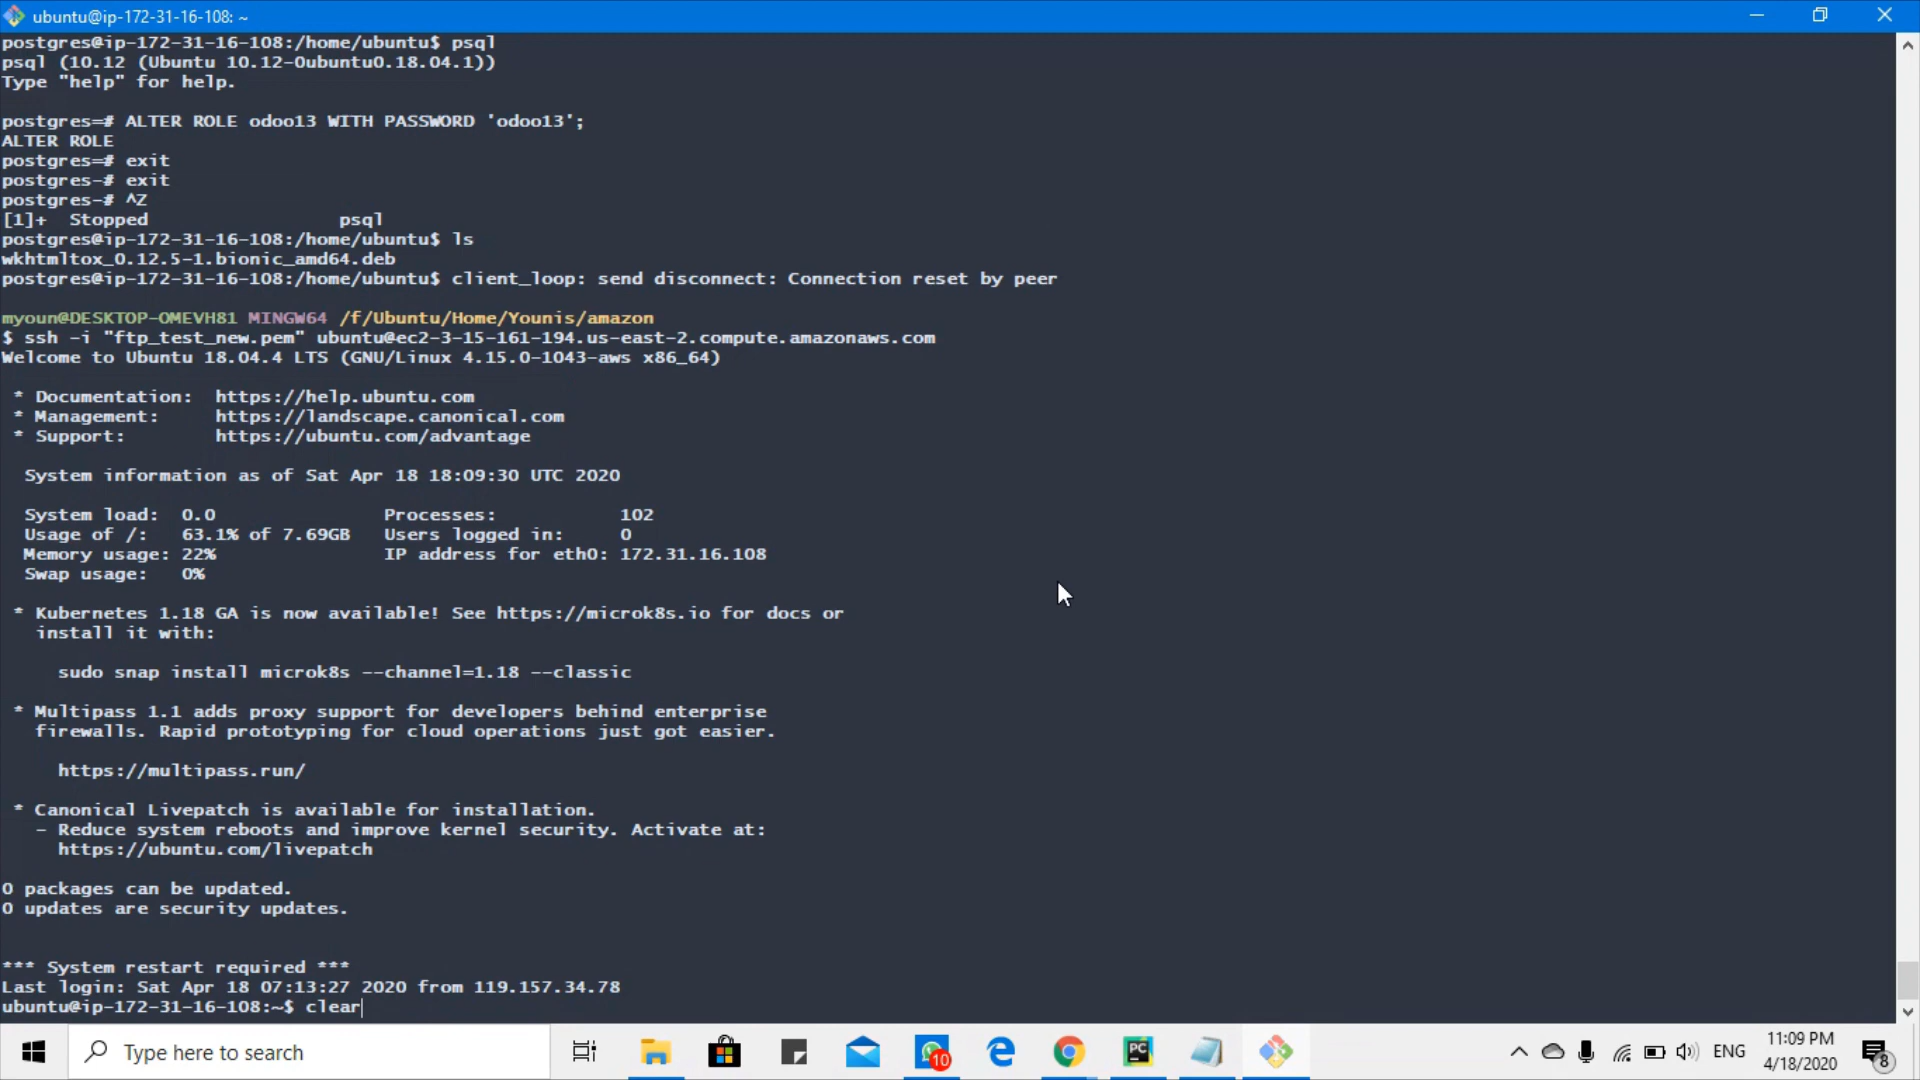 ubuntu@ip-172-31-16-108: ~
postgres@ip-172-31-16-108:/home/ubuntu$ psql
psql (10.12 (Ubuntu 10.12-0ubuntu0.18.04.1))
Type "help" for help.
postgres=# ALTER ROLE odoo13 WITH PASSWORD 'odoo13';
ALTER ROLE
postgres=# exit
postgres-# exit
postgres-# ^Z
[1]+  Stopped                 psql
postgres@ip-172-31-16-108:/home/ubuntu$ ls
wkhtmltox_0.12.5-1.bionic_amd64.deb
postgres@ip-172-31-16-108:/home/ubuntu$ client_loop: send disconnect: Connection reset by peer
myoun@DESKTOP-OMEVH81 MINGW64 /f/Ubuntu/Home/Younis/amazon
$ ssh -i "ftp_test_new.pem" ubuntu@ec2-3-15-161-194.us-east-2.compute.amazonaws.com
Welcome to Ubuntu 18.04.4 LTS (GNU/Linux 4.15.0-1043-aws x86_64)
* Documentation:  https://help.ubuntu.com
* Management:     https://landscape.canonical.com
* Support:        https://ubuntu.com/advantage
System information as of Sat Apr 18 18:09:30 UTC 2020
System load:  0.0               Processes:           102
Usage of /:   63.1% of 7.69GB   Users logged in:     0
Memory usage: 22%               IP address for eth0: 172.31.16.108
Swap usage:   0%
* Kubernetes 1.18 GA is now available! See https://microk8s.io for docs or
install it with:
sudo snap install microk8s --channel=1.18 --classic
* Multipass 1.1 adds proxy support for developers behind enterprise
firewalls. Rapid prototyping for cloud operations just got easier.
https://multipass.run/
* Canonical Livepatch is available for installation.
- Reduce system reboots and improve kernel security. Activate at:
https://ubuntu.com/livepatch
0 packages can be updated.
0 updates are security updates.
*** System restart required ***
Last login: Sat Apr 18 07:13:27 2020 from 119.157.34.78
ubuntu@ip-172-31-16-108:~$ clear
Type here to search
10
PC
ENG
11:09 PM
4/18/2020
8